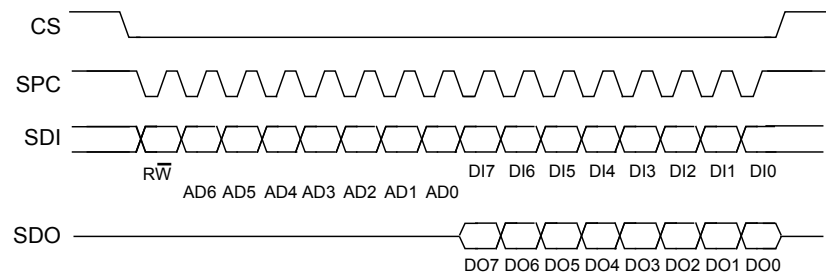 CS
SPC
SDI
RW̅
DI7 DI6 DI5 DI4 DI3 DI2 DI1 DI0
AD6 AD5 AD4 AD3 AD2 AD1 AD0
SDO
DO7 DO6 DO5 DO4 DO3 DO2 DO1 DO0